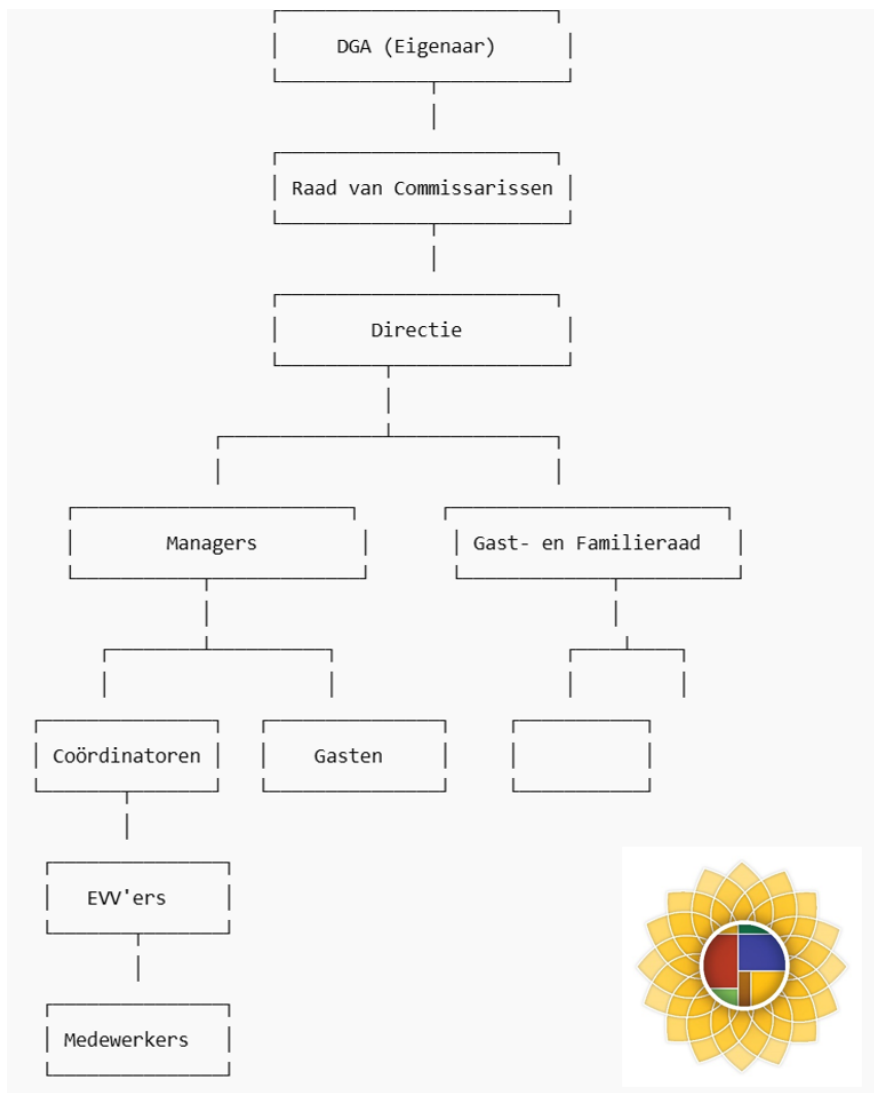 DGA (Eigenaar)
Raad van Commissarissen
Directie
Managers
Gast- en Familieraad
Coördinatoren
Gasten
EVV'ers
Medewerkers